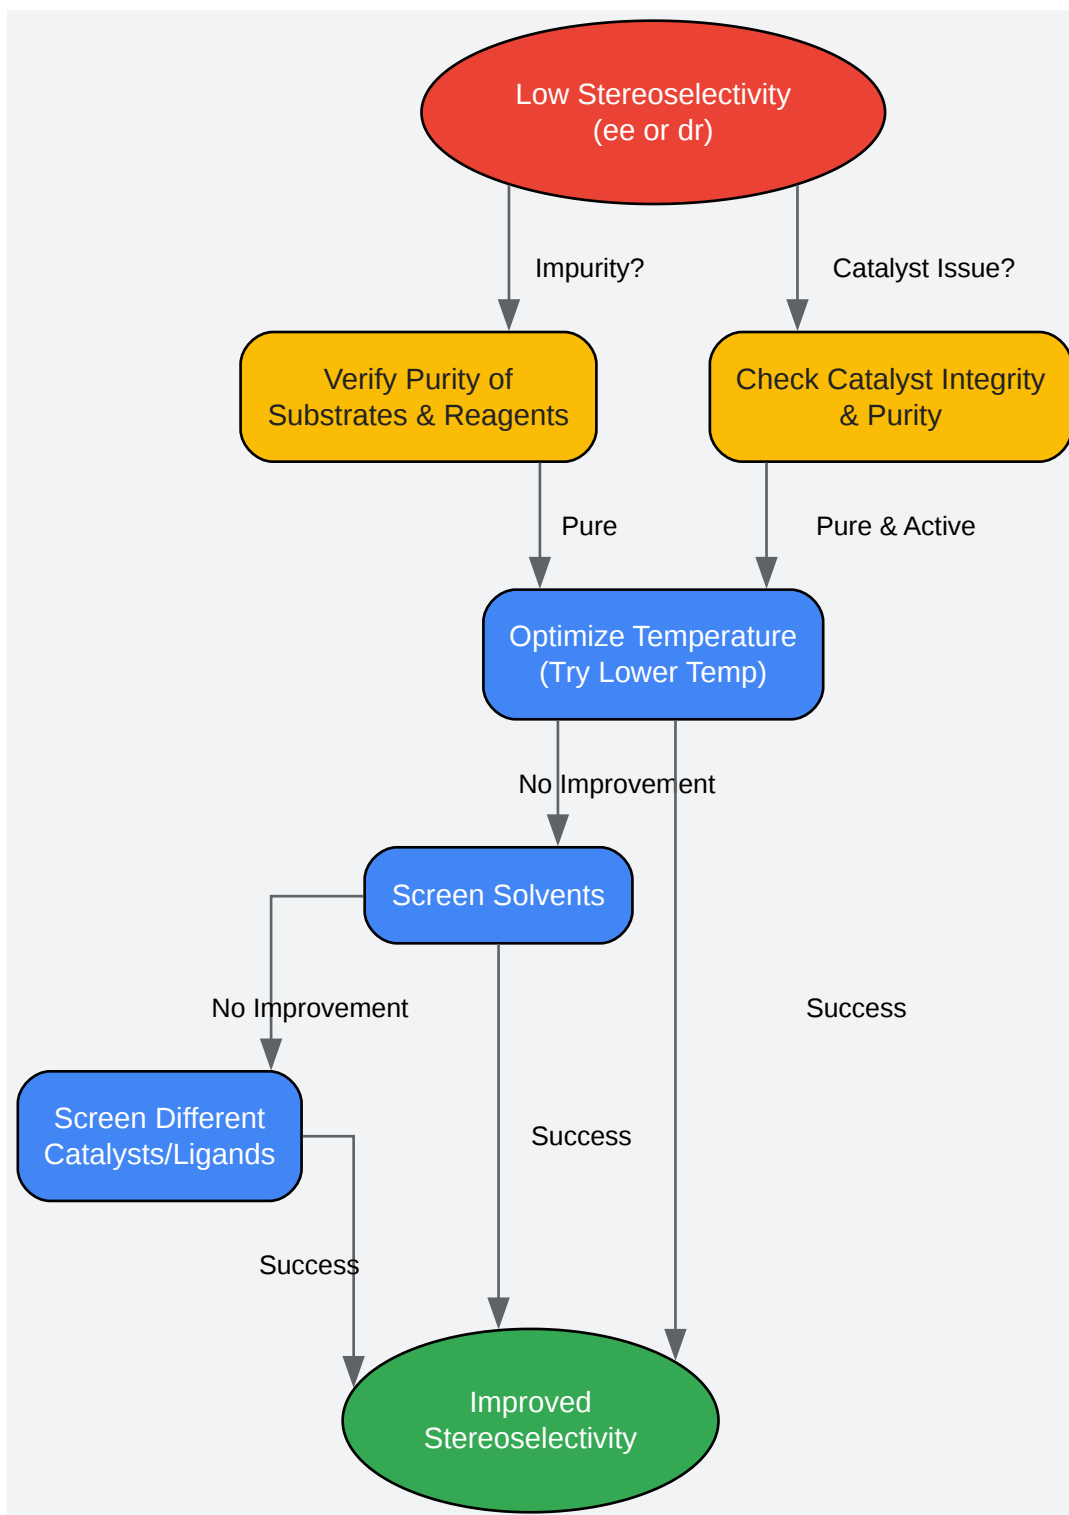 Low Stereoselectivity
(ee or dr)
Impurity?
Catalyst Issue?
Verify Purity of
Substrates & Reagents
Check Catalyst Integrity
& Purity
Pure
Pure & Active
Optimize Temperature
(Try Lower Temp)
No Improvement
Screen Solvents
No Improvement
Success
Screen Different
Catalysts/Ligands
Success
Success
Improved
Stereoselectivity